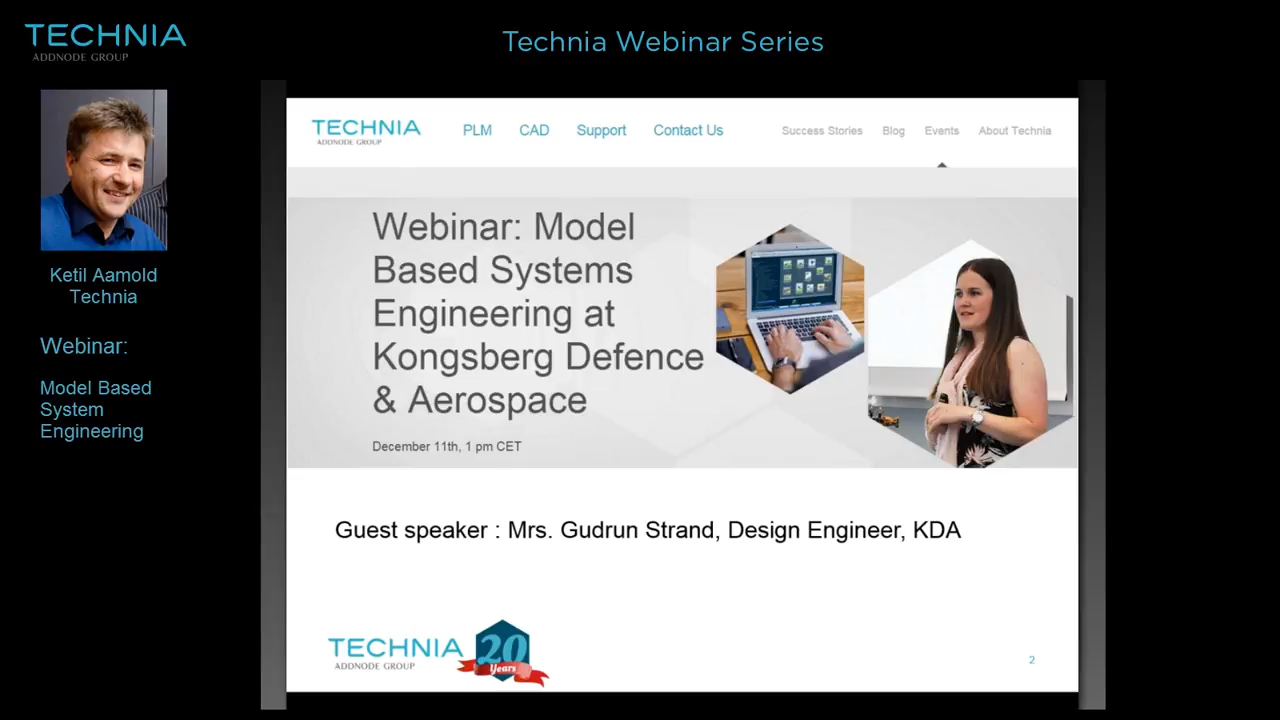 TECHNIA
ADDNODE GROUP
Technia Webinar Series
Ketil Aamold
Technia
Webinar:
Model Based
System
Engineering
TECHNIA
ADDNODE GROUP
PLM CAD Support Contact Us
Success Stories Blog Events About Technia
Webinar: Model
Based Systems
Engineering at
Kongsberg Defence
& Aerospace
December 11th, 1 pm CET
Guest speaker : Mrs. Gudrun Strand, Design Engineer, KDA
TECHNIA
ADDNODE GROUP
20
Years
2